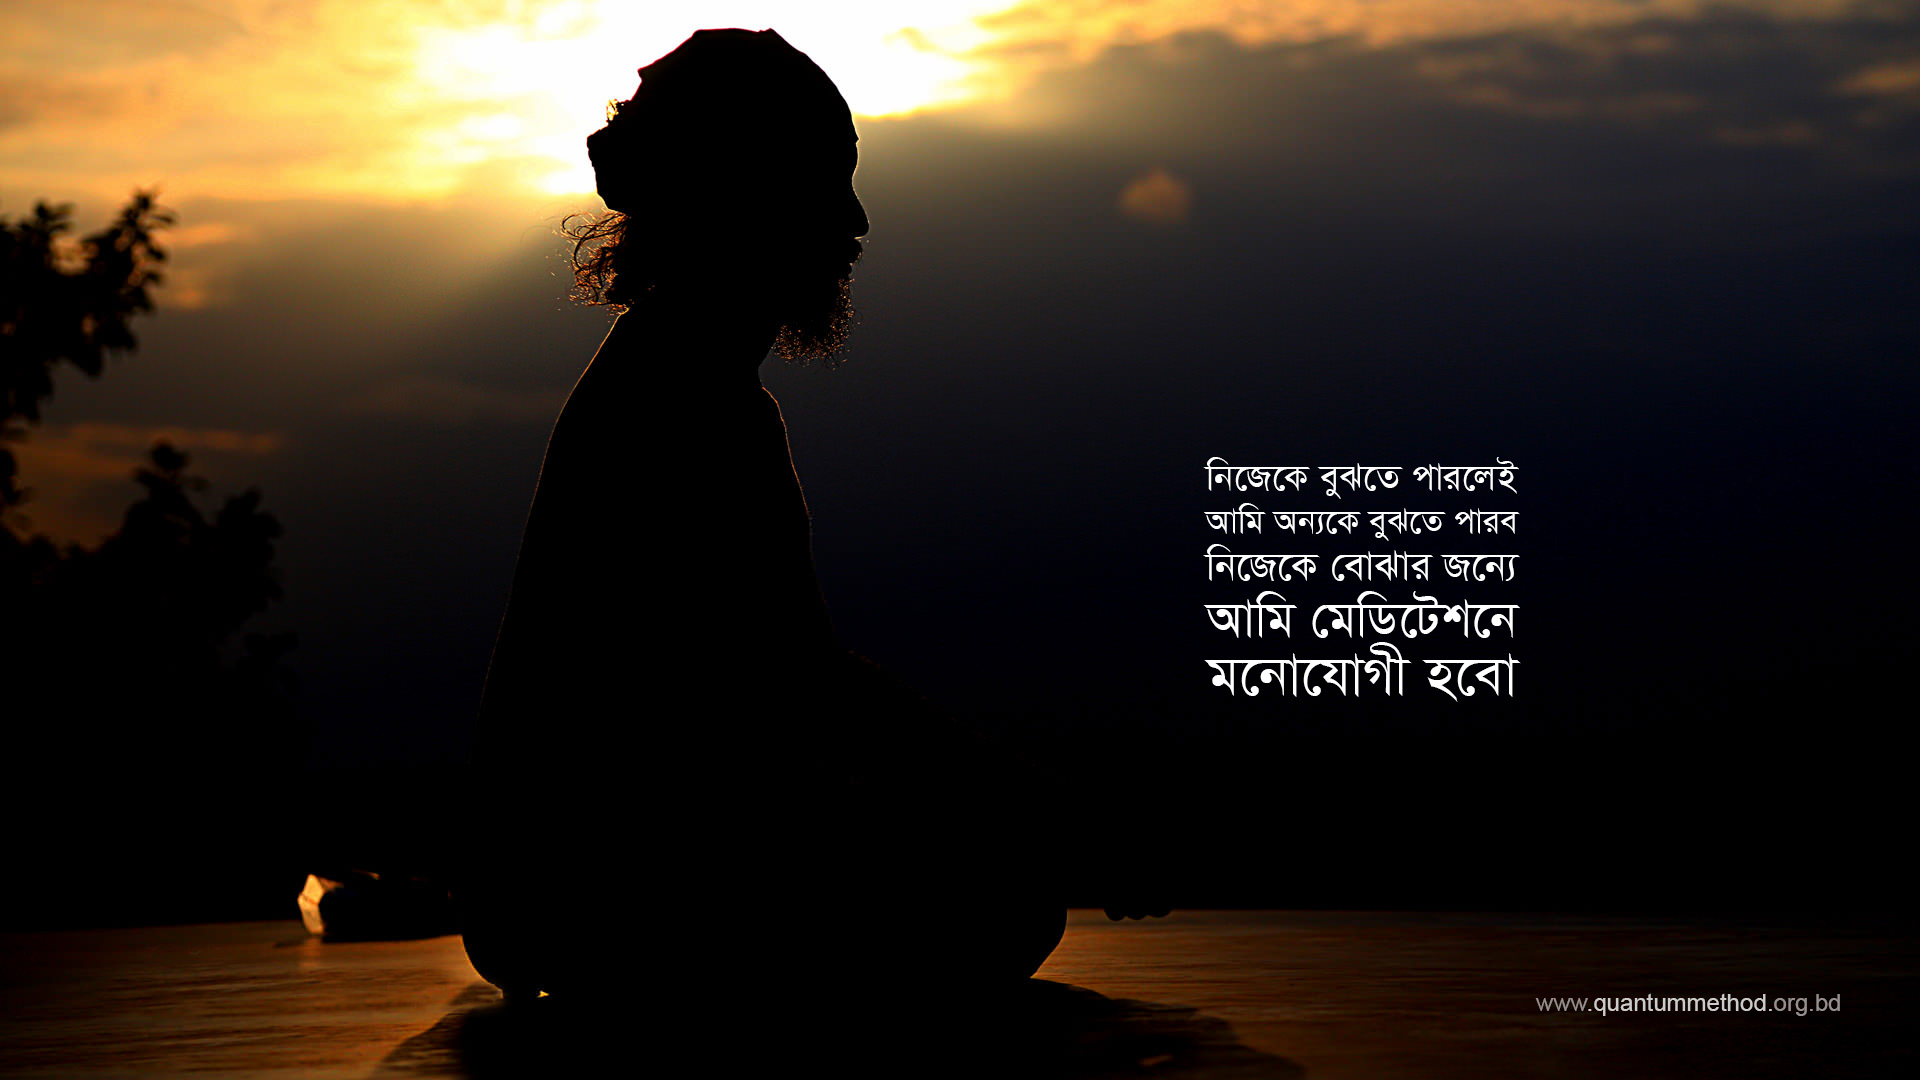 নিজেকে বুঝতে পারলেই
আমি অন্যকে বুঝতে পারব
নিজেকে বোঝার জন্যে
আমি মেডিটেশনে
মনোযোগী হবো
www.quantummethod.org.bd